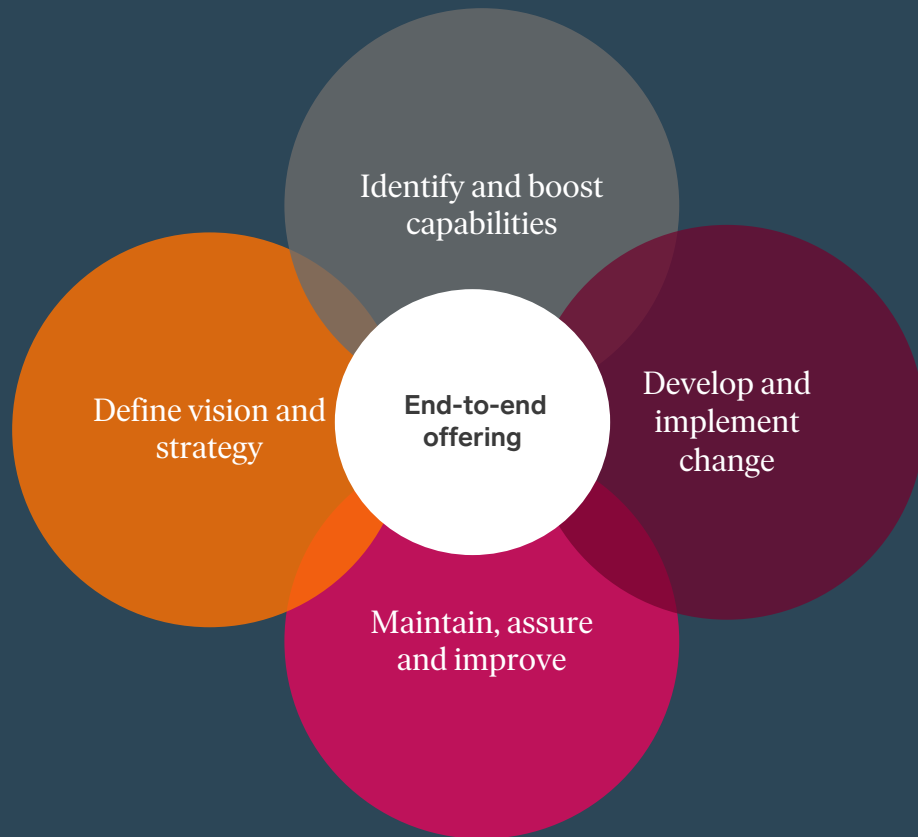 Identify and boost
capabilities
Define vision and
strategy
End-to-end
offering
Develop and
implement
change
Maintain, assure
and improve